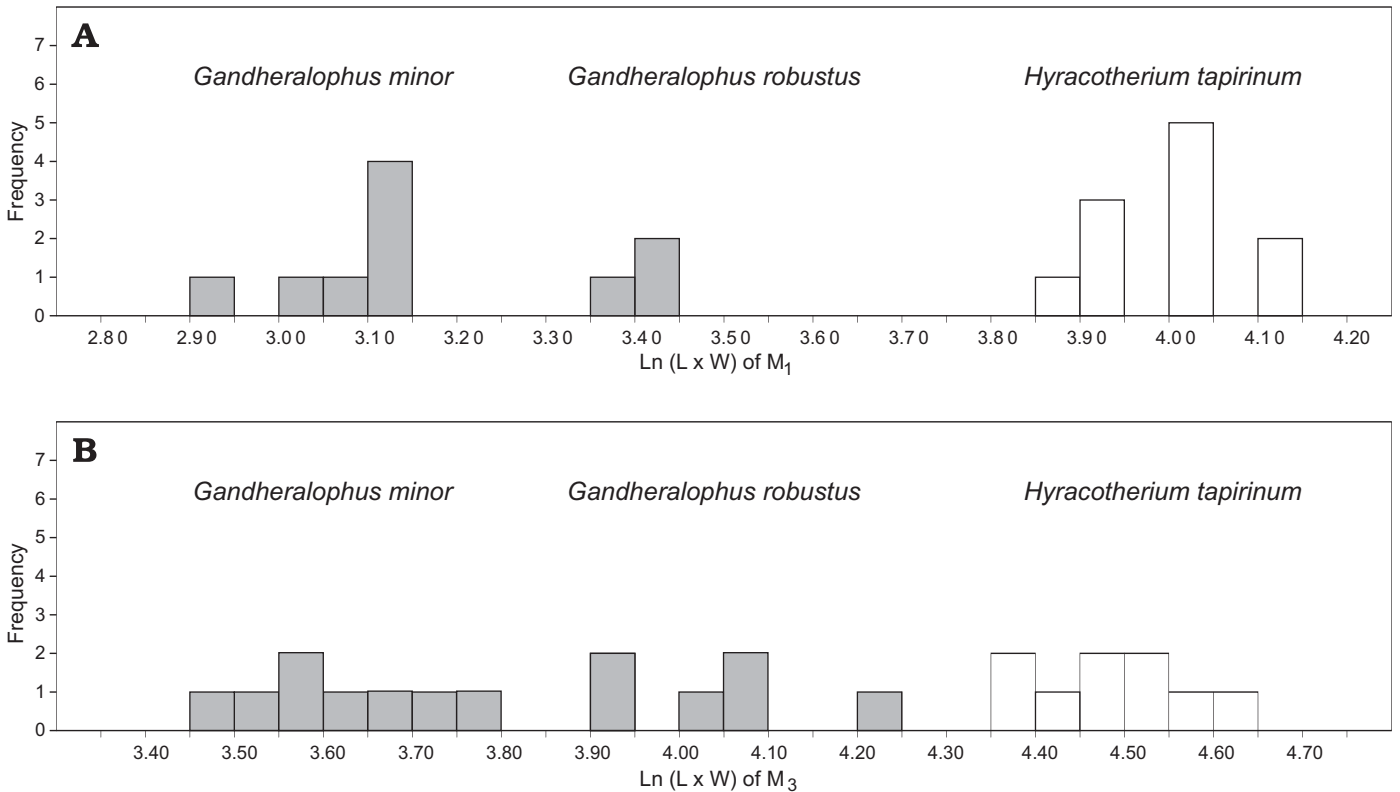 A
Gandheralophus minor Gandheralophus robustus Hyracotherium tapirinum
Frequency
7
6
5
4
3
2
1
0
2.80 2.90 3.00 3.10 3.20 3.30 3.40 3.50 3.60 3.70 3.80 3.90 4.00 4.10 4.20
Ln (L x W) of M1
B
Gandheralophus minor Gandheralophus robustus Hyracotherium tapirinum
Frequency
7
6
5
4
3
2
1
0
3.40 3.50 3.60 3.70 3.80 3.90 4.00 4.10 4.20 4.30 4.40 4.50 4.60 4.70
Ln (L x W) of M3